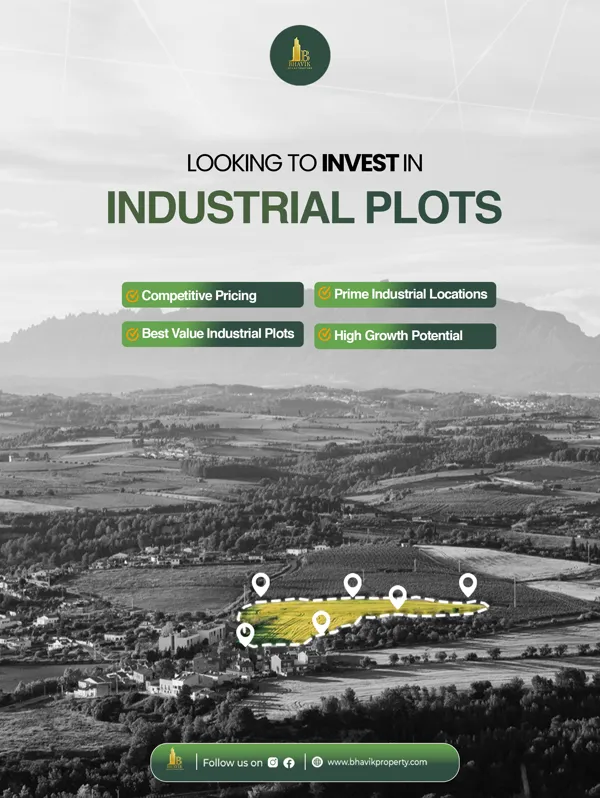 B
BHAVIK
LOOKING TO INVEST IN
INDUSTRIAL PLOTS
Competitive Pricing
Prime Industrial Locations
Best Value Industrial Plots
High Growth Potential
Follow us on
www.bhavikproperty.com